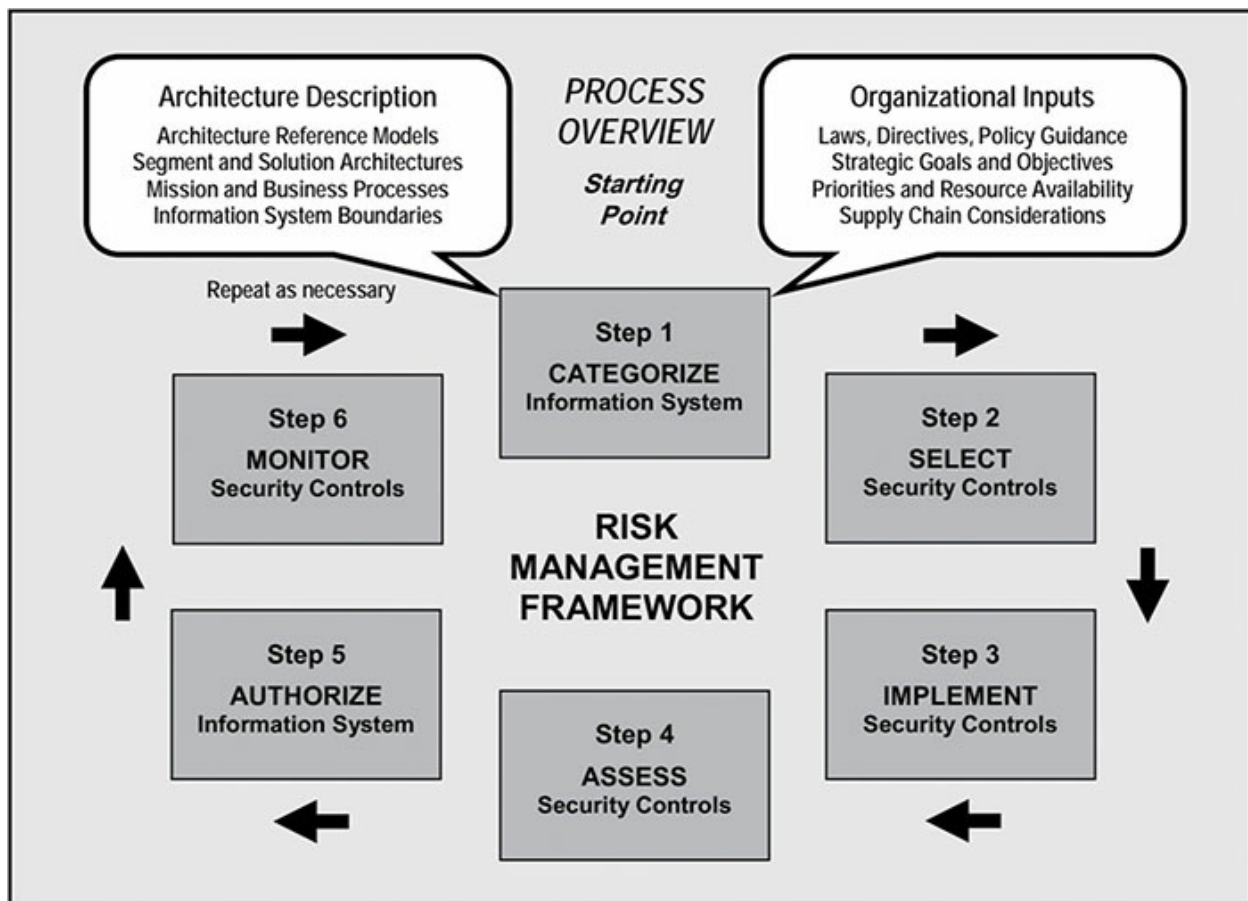 Architecture Description
Architecture Reference Models
Segment and Solution Architectures
Mission and Business Processes
Information System Boundaries
PROCESS
OVERVIEW
Starting
Point
Organizational Inputs
Laws, Directives, Policy Guidance
Strategic Goals and Objectives
Priorities and Resource Availability
Supply Chain Considerations
Repeat as necessary
Step 1
CATEGORIZE
Information System
Step 2
SELECT
Security Controls
Step 3
IMPLEMENT
Security Controls
Step 4
ASSESS
Security Controls
Step 5
AUTHORIZE
Information System
Step 6
MONITOR
Security Controls
RISK
MANAGEMENT
FRAMEWORK